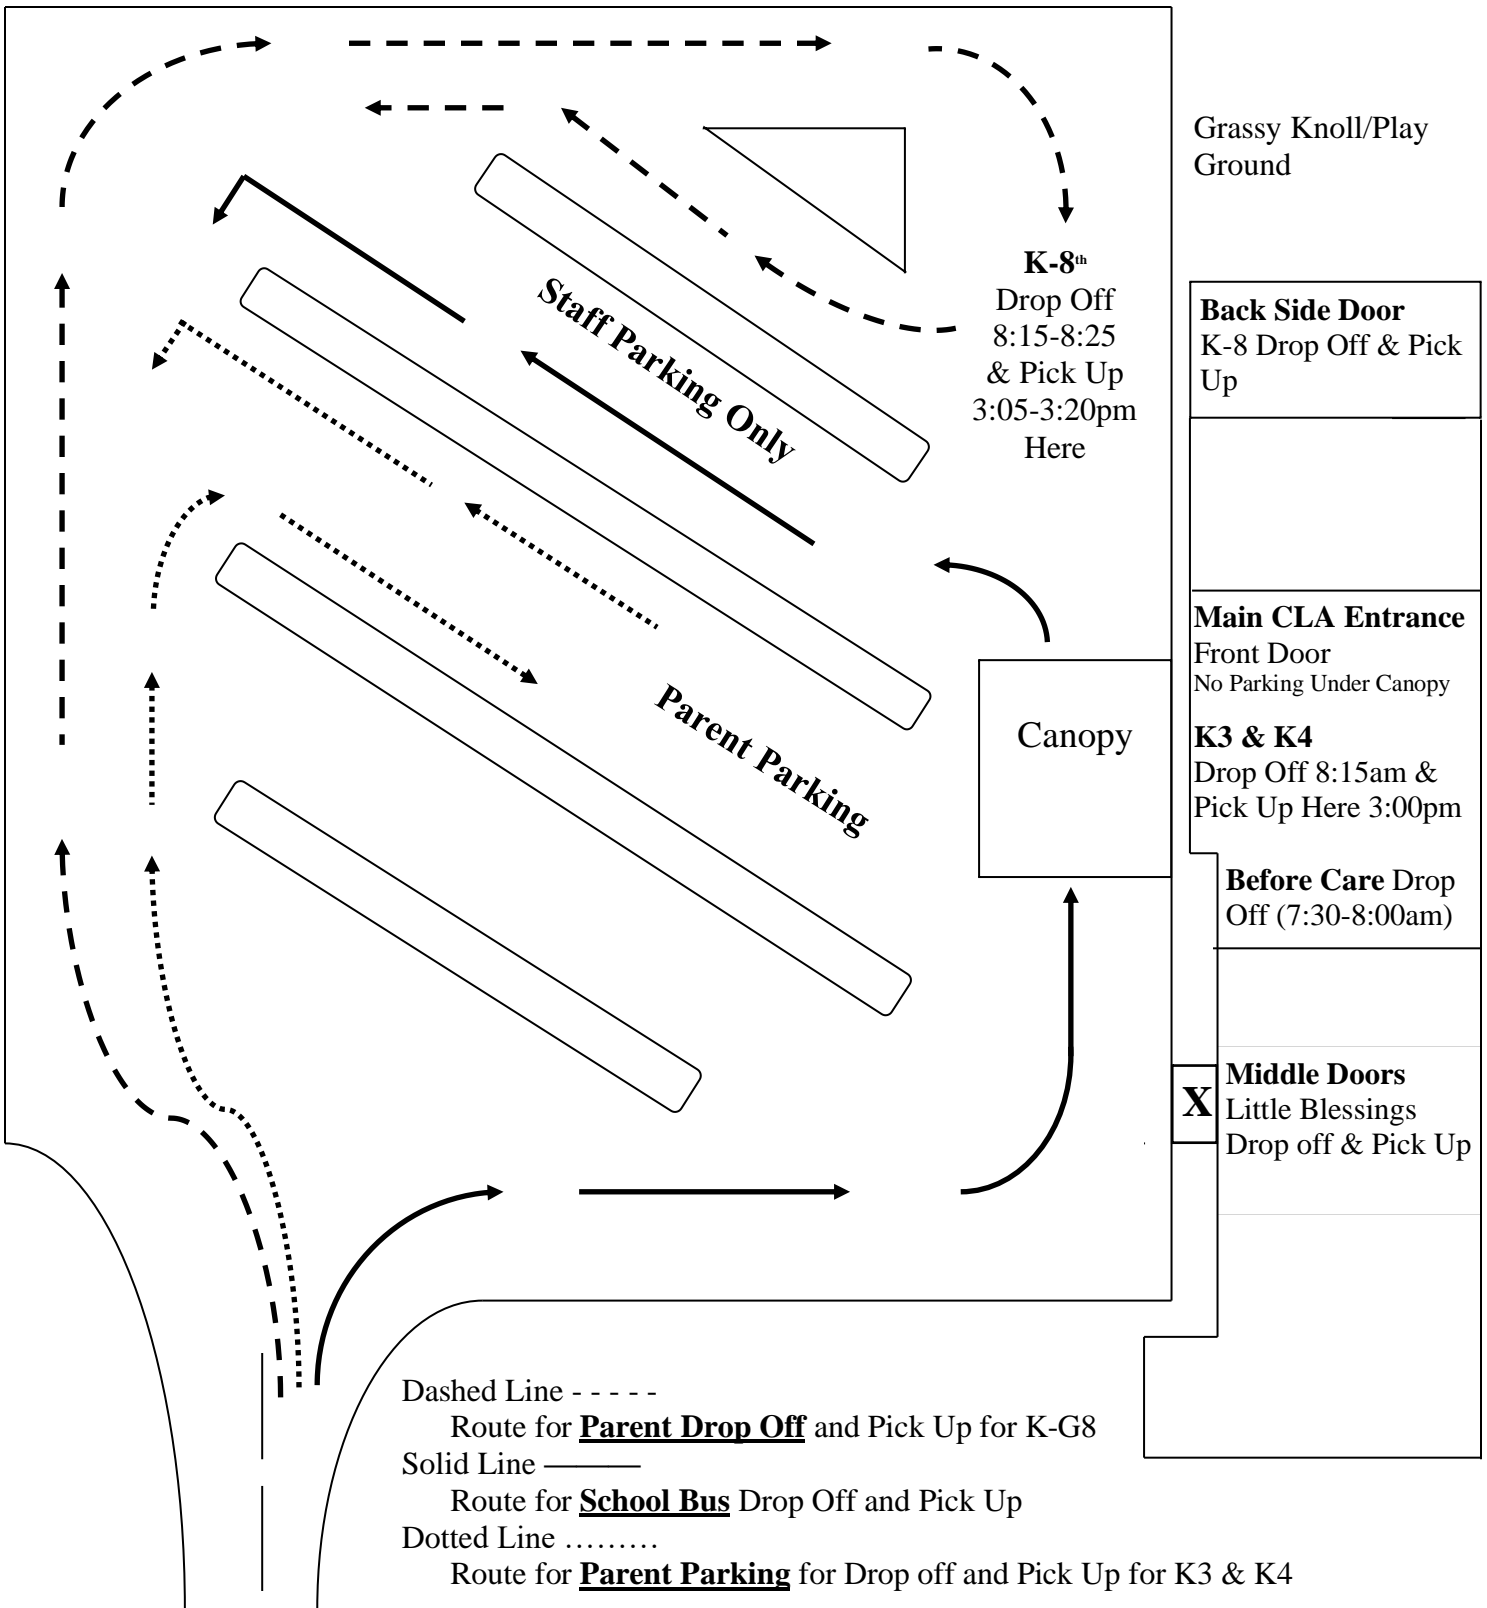 Grassy Knoll/Play
Ground
K-8th
Drop Off
8:15-8:25
& Pick Up
3:05-3:20pm
Here
Back Side Door
K-8 Drop Off & Pick
Up
Staff Parking Only
Main CLA Entrance
Front Door
No Parking Under Canopy
Parent Parking
Canopy
K3 & K4
Drop Off 8:15am &
Pick Up Here 3:00pm
Before Care Drop
Off (7:30-8:00am)
X
Middle Doors
Little Blessings
Drop off & Pick Up
Dashed Line - - - - -
Route for Parent Drop Off and Pick Up for K-G8
Solid Line ———
Route for School Bus Drop Off and Pick Up
Dotted Line ………
Route for Parent Parking for Drop off and Pick Up for K3 & K4